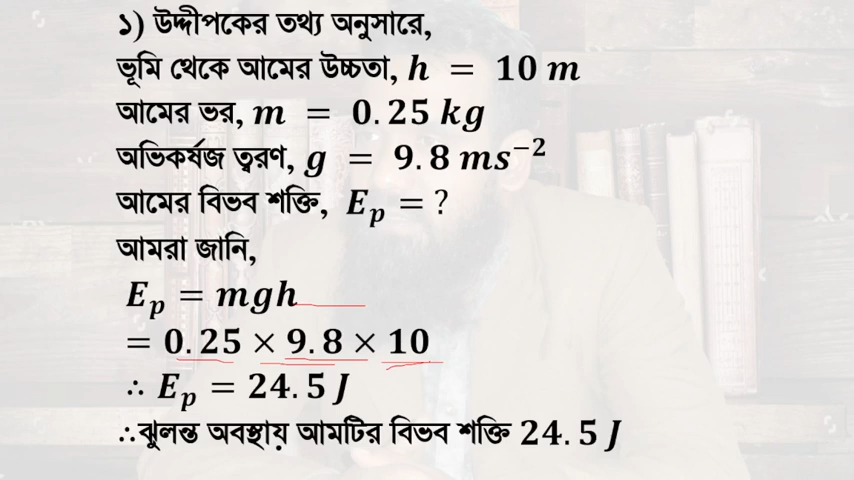 ১) উদ্দীপকের তথ্য অনুসারে,
ভূমি থেকে আমের উচ্চতা, h = 10 m
আমের ভর, m = 0.25 kg
অভিকর্ষজ ত্বরণ, g = 9.8 ms⁻²
আমের বিভব শক্তি, Eₚ = ?
আমরা জানি,
Eₚ = mgh
= 0.25 × 9.8 × 10
∴ Eₚ = 24.5 J
∴ঝুলন্ত অবস্থায় আমটির বিভব শক্তি 24.5 J